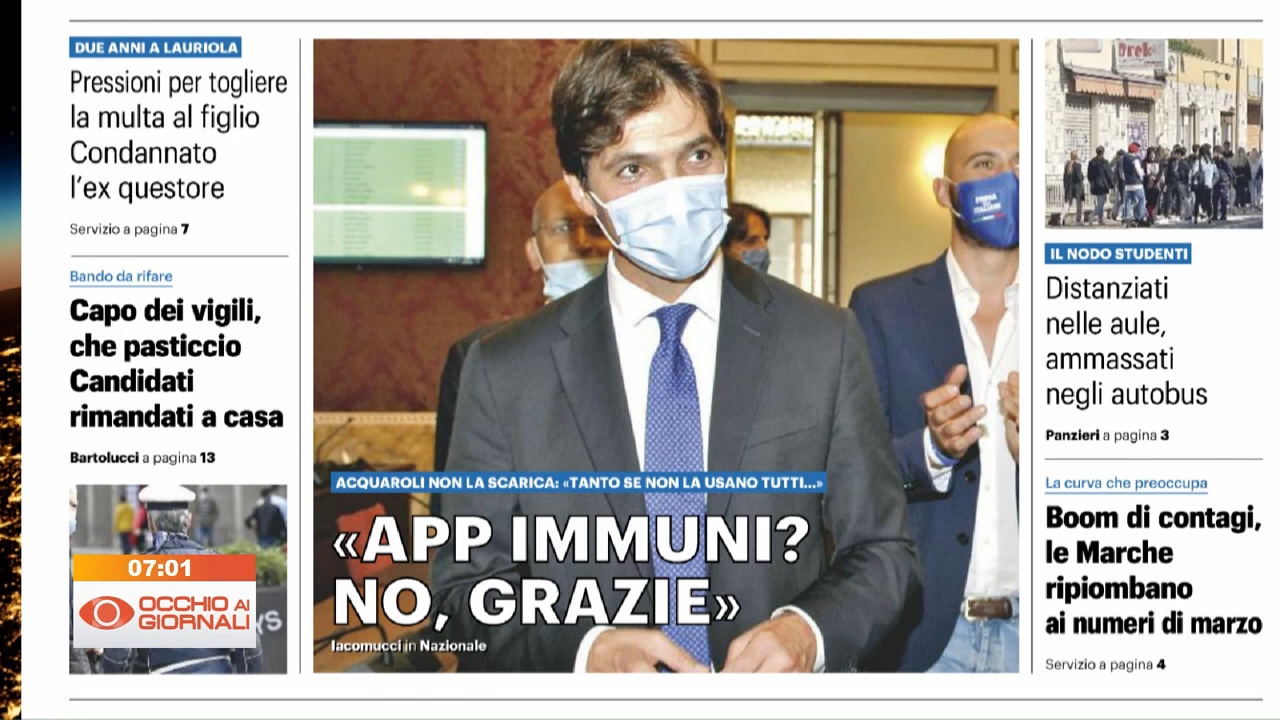 DUE ANNI A LAURIOLA
Pressioni per togliere
la multa al figlio
Condannato
l'ex questore
Servizio a pagina 7
Bando da rifare
Capo dei vigili,
che pasticcio
Candidati
rimandati a casa
Bartolucci a pagina 13
07:01
OCCHIO AI
GIORNALI
ACQUAROLI NON LA SCARICA: «TANTO SE NON LA USANO TUTTI...»
«APP IMMUNI?
NO, GRAZIE»
Iacomucci in Nazionale
IL NODO STUDENTI
Distanziati
nelle aule,
ammassati
negli autobus
Panzieri a pagina 3
La curva che preoccupa
Boom di contagi,
le Marche
ripiombano
ai numeri di marzo
Servizio a pagina 4